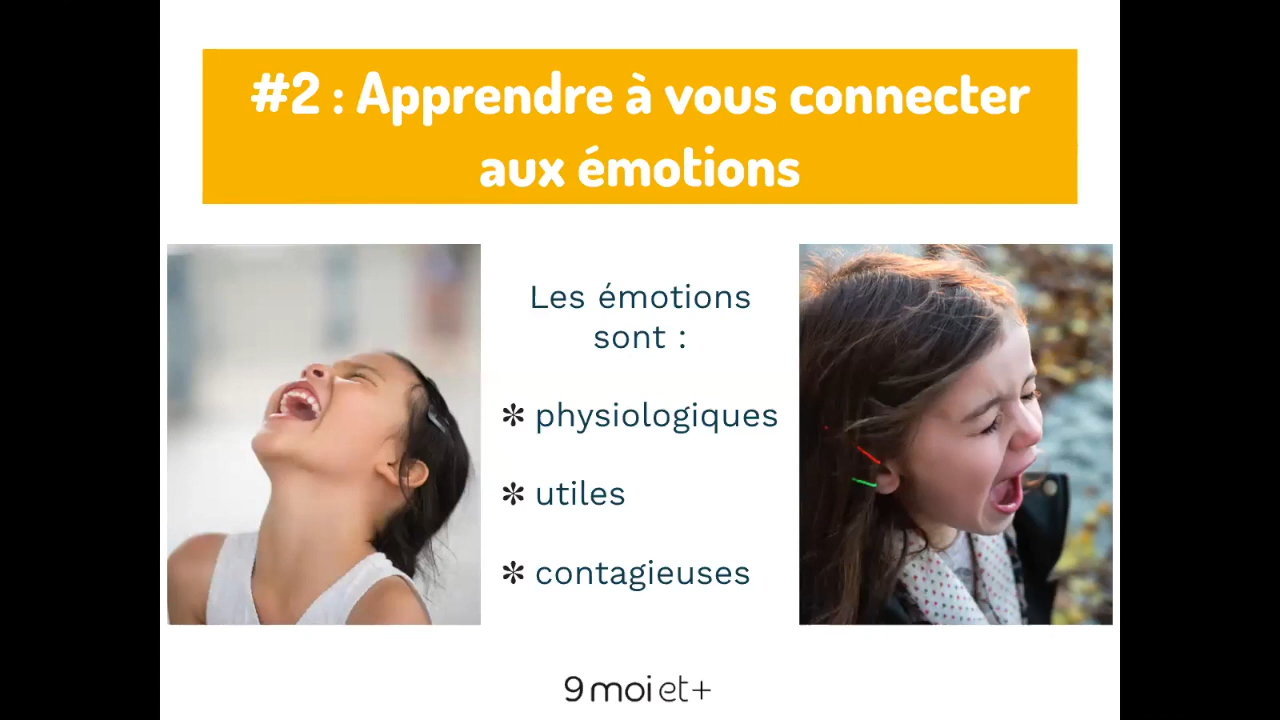 #2 : Apprendre à vous connecter
aux émotions
Les émotions
sont :
✼ physiologiques
✼ utiles
✼ contagieuses
9 moi et+